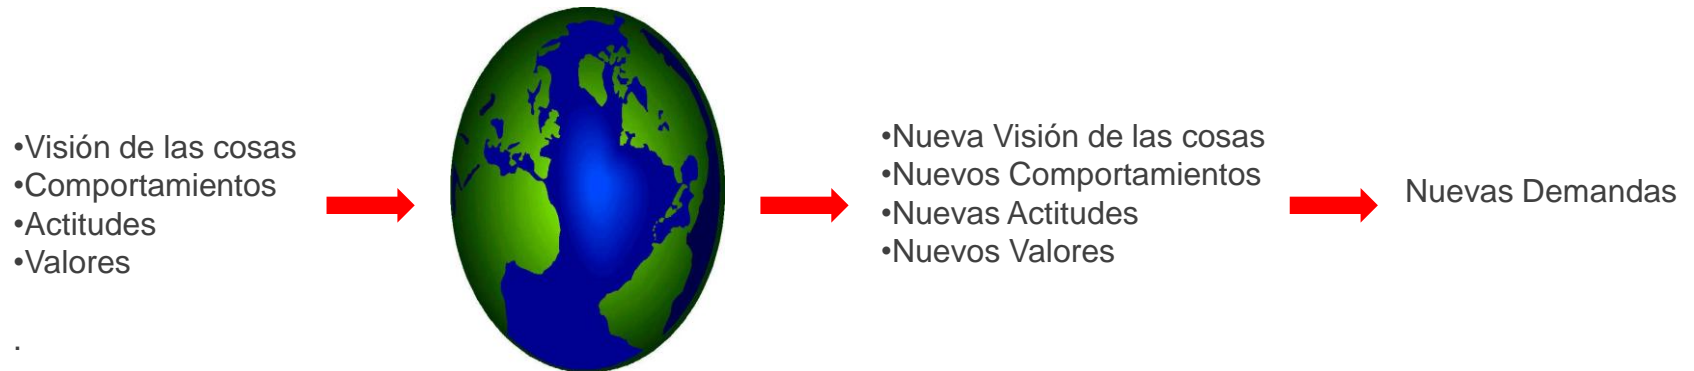 •Visión de las cosas
•Comportamientos
•Actitudes
•Valores
.
•Nueva Visión de las cosas
•Nuevos Comportamientos
•Nuevas Actitudes
•Nuevos Valores
Nuevas Demandas